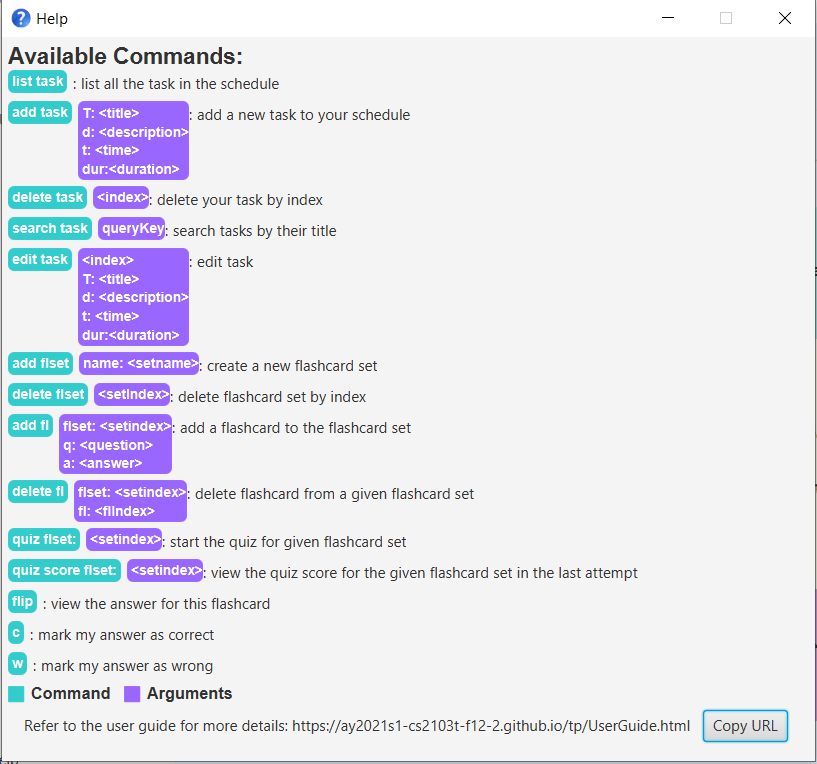 Help
Available Commands:
list task : list all the task in the schedule
add task T: <title> : add a new task to your schedule
d: <description>
t: <time>
dur:<duration>
delete task <index> : delete your task by index
search task queryKey : search tasks by their title
edit task <index> : edit task
T: <title>
d: <description>
t: <time>
dur:<duration>
add flset name: <setname> : create a new flashcard set
delete flset <setIndex> : delete flashcard set by index
add fl flset: <setindex> : add a flashcard to the flashcard set
q: <question>
a: <answer>
delete fl flset: <setindex> : delete flashcard from a given flashcard set
fl: <flIndex>
quiz flset: <setindex> : start the quiz for given flashcard set
quiz score flset: <setindex> : view the quiz score for the given flashcard set in the last attempt
flip : view the answer for this flashcard
c : mark my answer as correct
w : mark my answer as wrong
Command Arguments
Refer to the user guide for more details: https://ay2021s1-cs2103t-f12-2.github.io/tp/UserGuide.html Copy URL